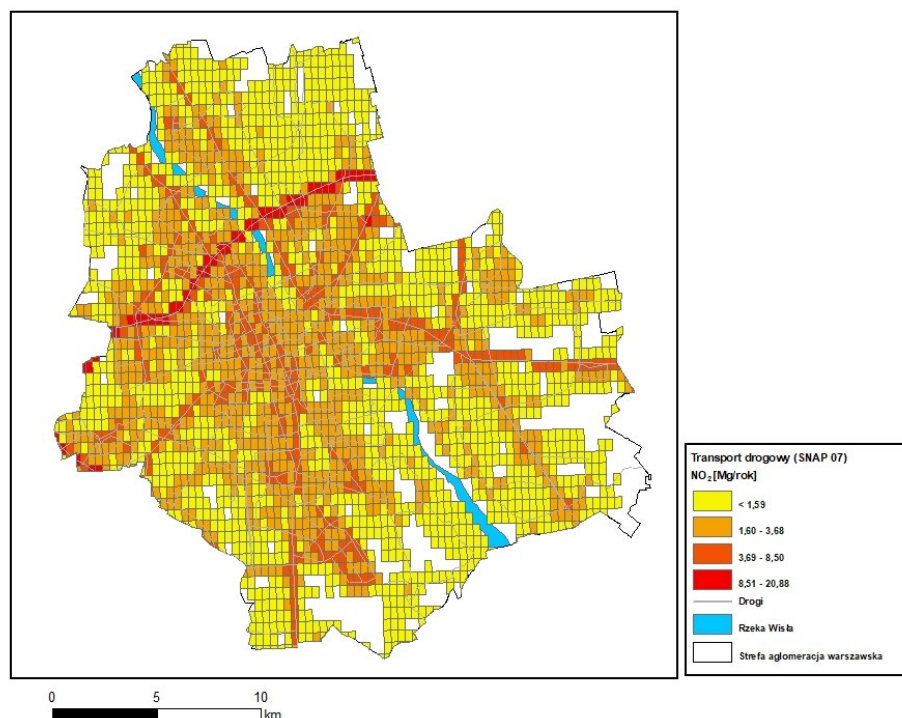 Transport drogowy (SNAP 07)
NO₂ [Mg/rok]
< 1,59
1,60 - 3,68
3,69 - 8,50
8,51 - 20,88
Drogi
Rzeka Wisła
Strefa aglomeracja warszawska
0 5 10
km